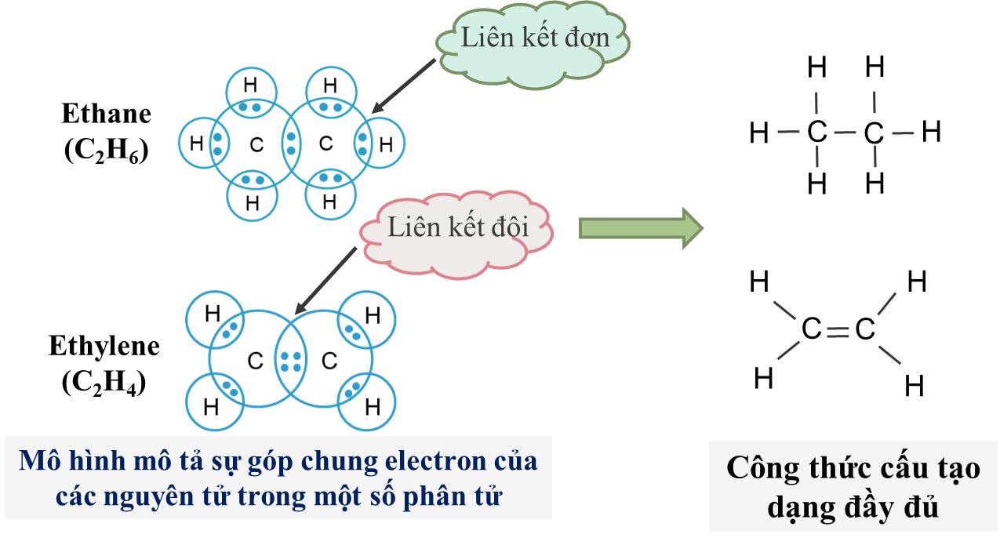 Liên kết đơn
Ethane
(C₂H₆)
H H
H C C H
H H
H H
H C C H
H H
Liên kết đôi
Ethylene
(C₂H₄)
H H
C C
H H
H H
C C
H H
Mô hình mô tả sự góp chung electron của
các nguyên tử trong một số phân tử
Công thức cấu tạo
dạng đầy đủ